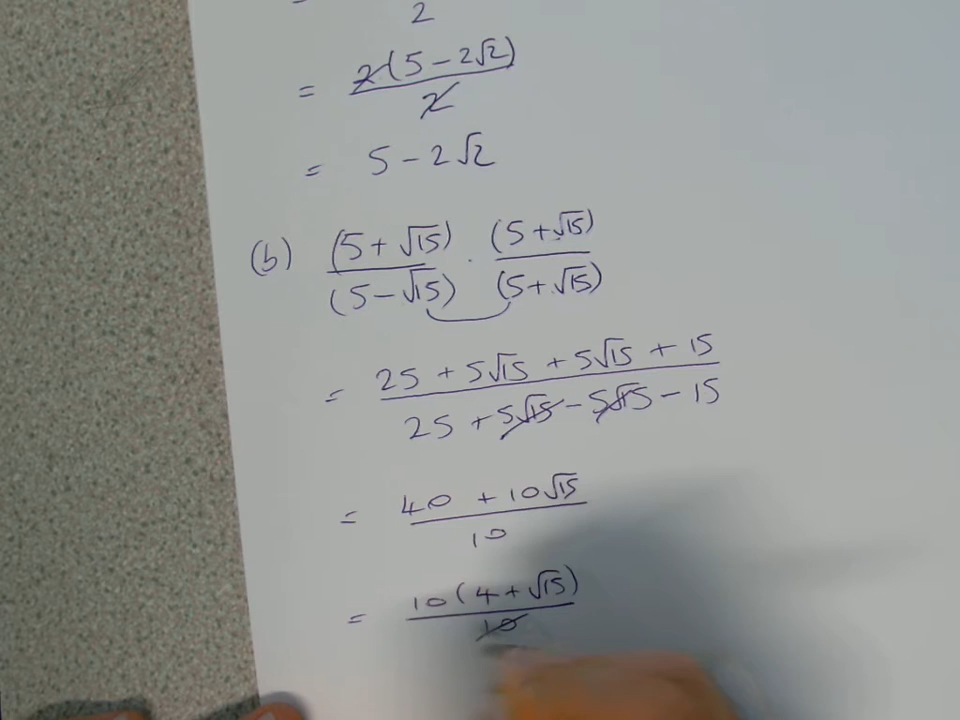 2
= 2(5 - 2√2)
2
= 5 - 2√2
(b) (5 + √15) . (5 + √15)
(5 - √15) (5 + √15)
= 25 + 5√15 + 5√15 + 15
25 + 5√15 - 5√15 - 15
= 40 + 10√15
10
= 10(4 + √15)
10